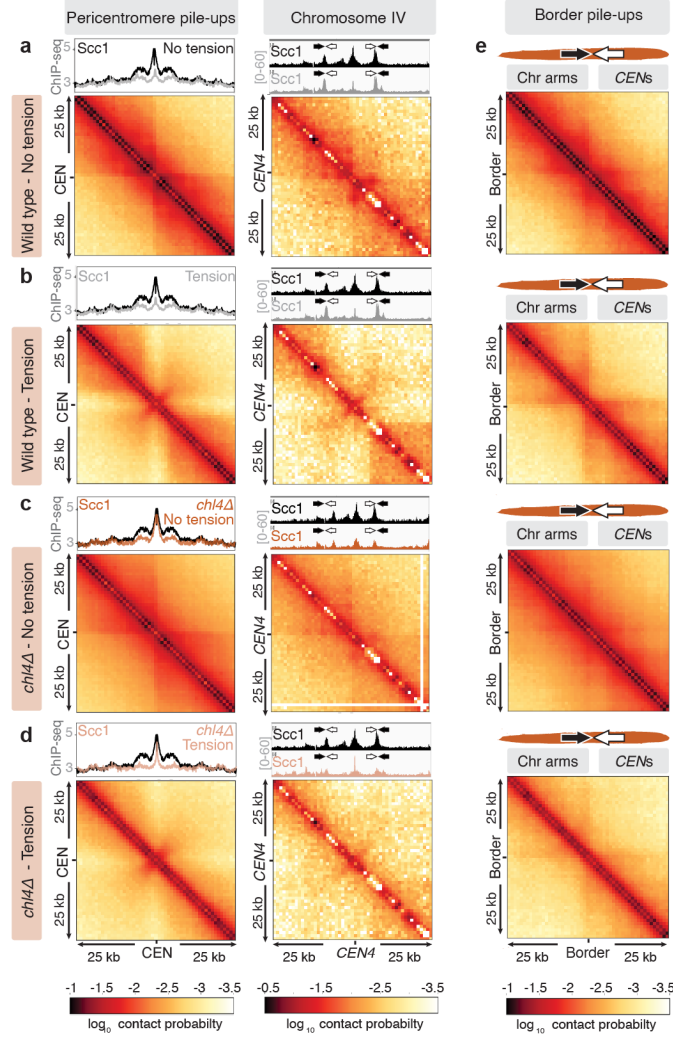 Pericentromere pile-ups
Chromosome IV
Border pile-ups
a
ChIP-seq
5
3
Scc1
No tension
[0-60]
Scc1
Scc1
e
Chr arms
CENs
Wild type - No tension
25 kb
CEN
25 kb
25 kb
CEN4
25 kb
25 kb
Border
25 kb
b
ChIP-seq
5
3
Scc1
Tension
[0-60]
Scc1
Scc1
Chr arms
CENs
Wild type - Tension
25 kb
CEN
25 kb
25 kb
CEN4
25 kb
25 kb
Border
25 kb
c
ChIP-seq
5
3
Scc1
chl4Δ
No tension
[0-60]
Scc1
Scc1
Chr arms
CENs
chl4Δ - No tension
25 kb
CEN
25 kb
25 kb
CEN4
25 kb
25 kb
Border
25 kb
d
ChIP-seq
5
3
Scc1
chl4Δ
Tension
[0-60]
Scc1
Scc1
Chr arms
CENs
chl4Δ - Tension
25 kb
CEN
25 kb
25 kb
CEN4
25 kb
25 kb
Border
25 kb
25 kb CEN 25 kb
25 kb CEN4 25 kb
25 kb Border 25 kb
-1 -1.5 -2 -2.5 -3 -3.5
log10 contact probabilty
-0.5 -1.5 -2.5 -3.5
log10 contact probabilty
-1 -1.5 -2 -2.5 -3 -3.5
log10 contact probabilty